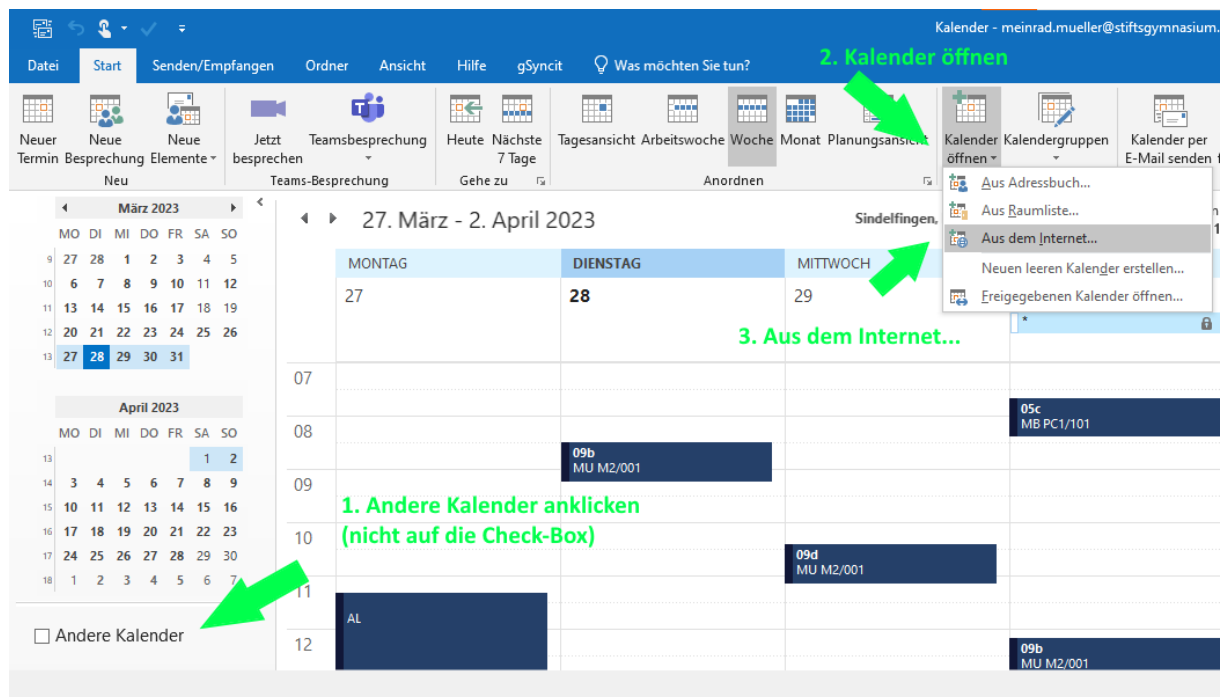 Kalender - meinrad.mueller@stiftsgymnasium.
Datei Start Senden/Empfangen Ordner Ansicht Hilfe gSyncit Was möchten Sie tun?
2. Kalender öffnen
Neuer Neue Neue Jetzt Teamsbesprechung Heute Nächste Tagesansicht Arbeitswoche Woche Monat Planungsansicht Kalender Kalendergruppen Kalender per
Termin Besprechung Elemente besprechen 7 Tage öffnen E-Mail senden f
Neu Teams-Besprechung Gehe zu Anordnen
Aus Adressbuch...
Aus Raumliste...
Aus dem Internet...
Neuen leeren Kalender erstellen...
Freigegebenen Kalender öffnen...
März 2023
MO DI MI DO FR SA SO
9 27 28 1 2 3 4 5
10 6 7 8 9 10 11 12
11 13 14 15 16 17 18 19
12 20 21 22 23 24 25 26
13 27 28 29 30 31
April 2023
MO DI MI DO FR SA SO
13 1 2
14 3 4 5 6 7 8 9
15 10 11 12 13 14 15 16
16 17 18 19 20 21 22 23
17 24 25 26 27 28 29 30
18 1 2 3 4 5 6 7
Andere Kalender
27. März - 2. April 2023
Sindelfingen,
MONTAG DIENSTAG MITTWOCH
27 28 29
*
3. Aus dem Internet...
07
05c
MB PC1/101
08
09b
MU M2/001
09
1. Andere Kalender anklicken
(nicht auf die Check-Box)
10
09d
MU M2/001
11
AL
12
09b
MU M2/001